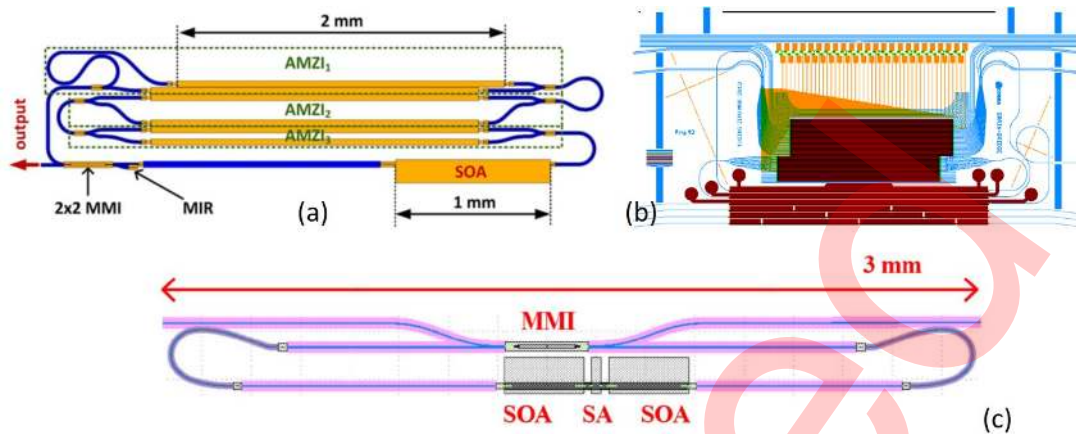 2 mm
AMZI₁
AMZI₂
AMZI₃
output
SOA
2x2 MMI
MIR
1 mm
(a)
(b)
3 mm
MMI
SOA SA SOA
(c)